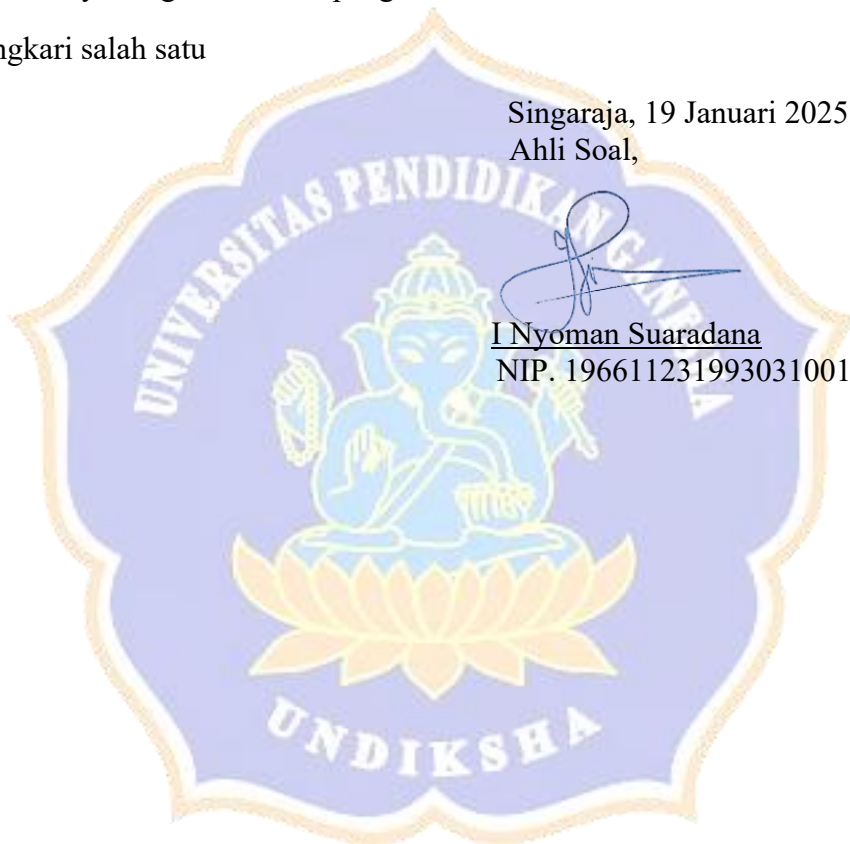 ngkari salah satu
Singaraja, 19 Januari 2025
Ahli Soal,
UNIVERSITAS PENDIDIKAN GANESHA
I Nyoman Suaradana
NIP. 196611231993031001
UNDIKSHA